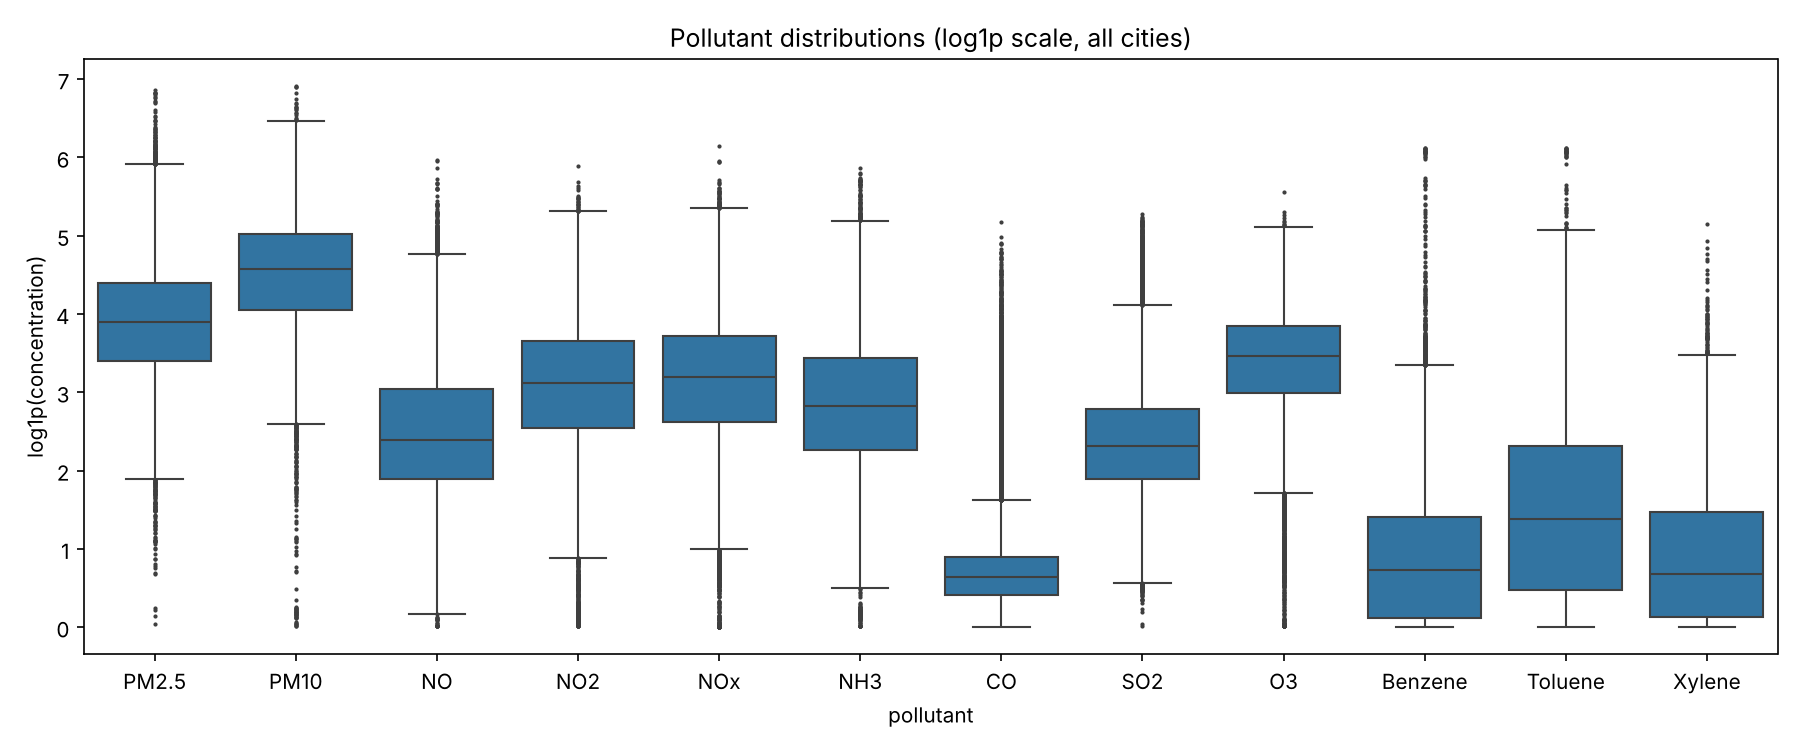 Pollutant distributions (log1p scale, all cities)
log1p(concentration)
7
6
5
4
3
2
1
0
PM2.5 PM10 NO NO2 NOx NH3 CO SO2 O3 Benzene Toluene Xylene
pollutant